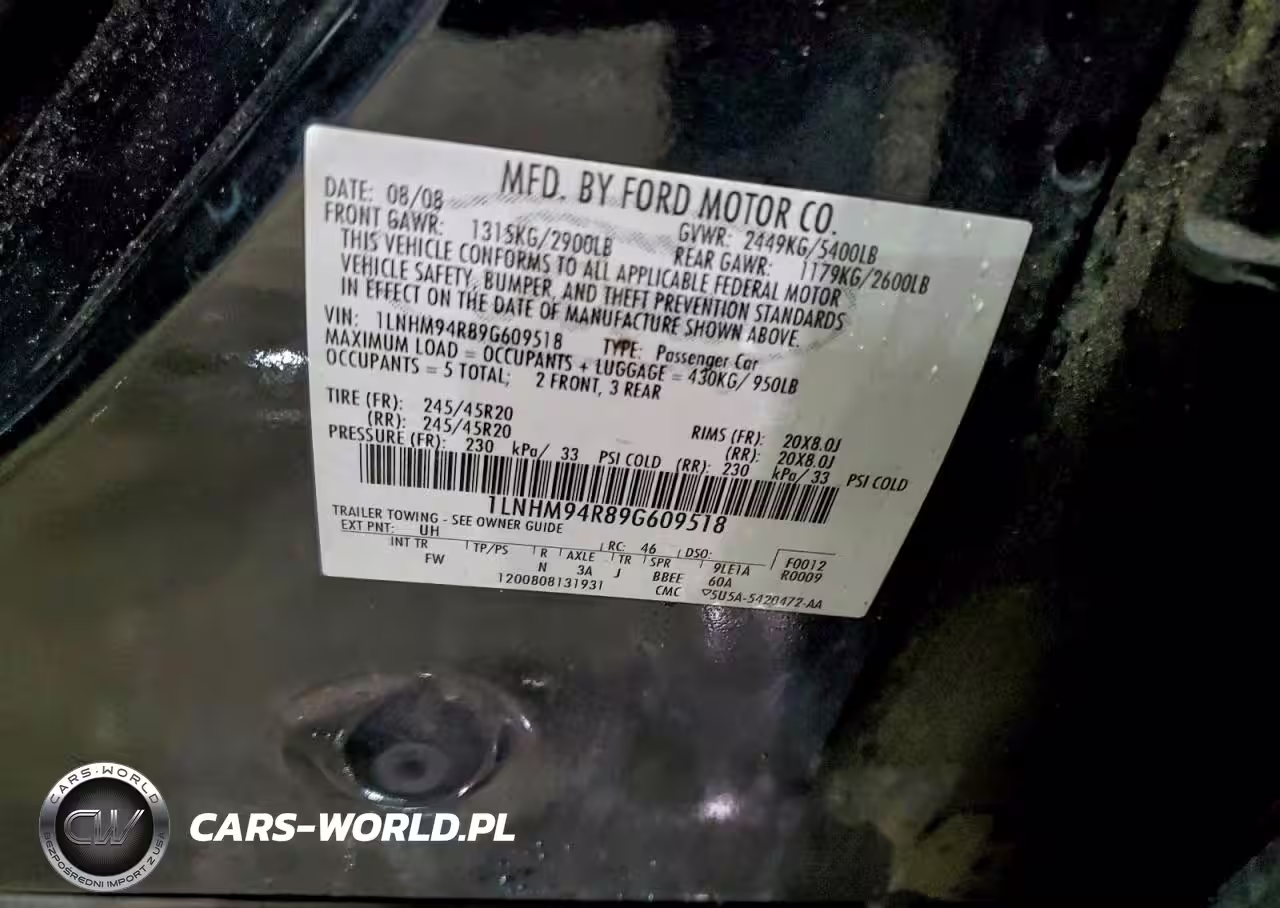 MFD. BY FORD MOTOR CO.
DATE: 08/08 GVWR: 2449KG/5400LB
FRONT GAWR: 1315KG/2900LB REAR GAWR: 1179KG/2600LB
THIS VEHICLE CONFORMS TO ALL APPLICABLE FEDERAL MOTOR
VEHICLE SAFETY, BUMPER, AND THEFT PREVENTION STANDARDS
IN EFFECT ON THE DATE OF MANUFACTURE SHOWN ABOVE.
VIN: 1LNHM94R89G609518 TYPE: Passenger Car
MAXIMUM LOAD = OCCUPANTS + LUGGAGE = 430KG/ 950LB
OCCUPANTS = 5 TOTAL; 2 FRONT, 3 REAR
TIRE (FR): 245/45R20 RIMS (FR): 20X8.0J
(RR): 245/45R20 (RR): 20X8.0J
PRESSURE (FR): 230 kPa/ 33 PSI COLD (RR): 230 kPa/33 PSI COLD
1LNHM94R89G609518
TRAILER TOWING - SEE OWNER GUIDE
EXT PNT: UH RC: 46 DSO: F0012
INT TR TP/PS R AXLE TR SPR 9LE1A R0009
FW N 3A J BBEE 60A
1200808131931 CMC 5U5A-5420472-AA
CARS-WORLD
CW
BEZPOŚREDNI IMPORT Z USA
CARS-WORLD.PL